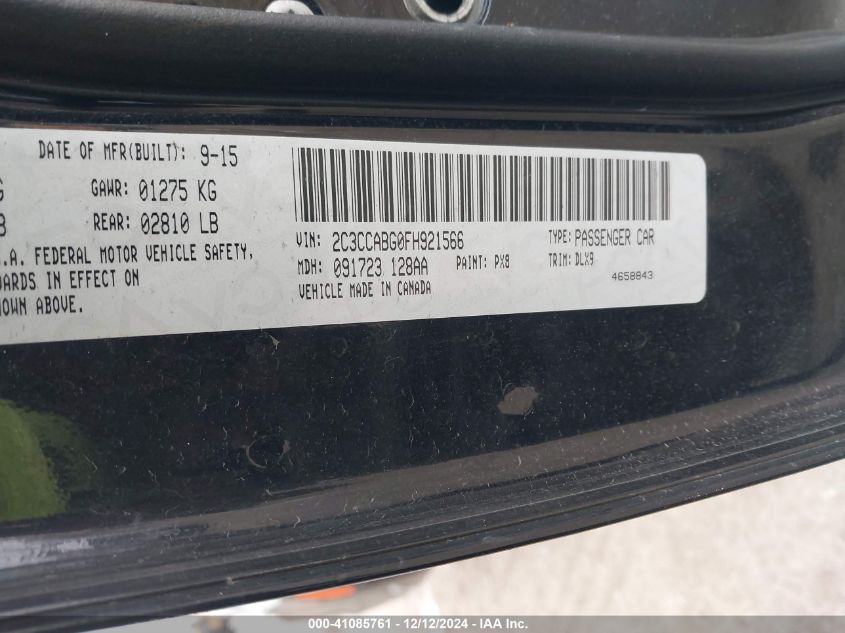 DATE OF MFR(BUILT): 9-15
G GAWR: 01275 KG
B REAR: 02810 LB
.A. FEDERAL MOTOR VEHICLE SAFETY,
DARDS IN EFFECT ON
HOWN ABOVE.
VIN: 2C3CCABG0FH921566 TYPE: PASSENGER CAR
MDH: 091723 128AA PAINT: PX8 TRIM: DLX9
VEHICLE MADE IN CANADA
4658843
000-41085761 - 12/12/2024 - IAA Inc.